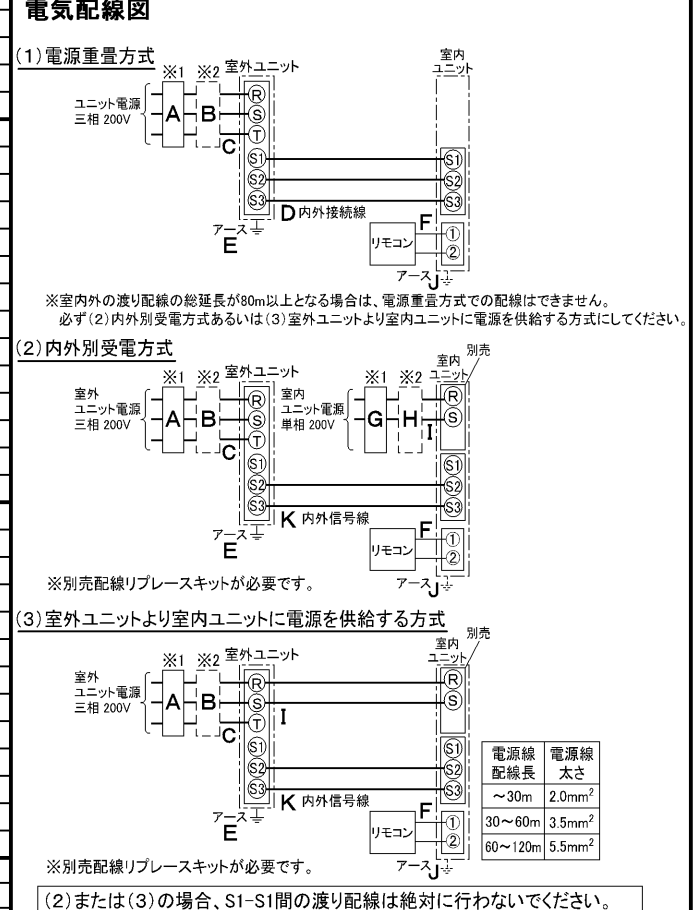 電気配線図
(1)電源重畳方式
※1 ※2 室外ユニット
室内
ユニット
ユニット電源
三相 200V
A B
R
S
T
C
S1 S1
S2 S2
S3 S3
D 内外接続線
アース
E
F
リモコン
①
②
アース J
※室内外の渡り配線の総延長が80m以上となる場合は、電源重畳方式での配線はできません。
必ず(2)内外別受電方式あるいは(3)室外ユニットより室内ユニットに電源を供給する方式にしてください。
(2)内外別受電方式
※1 ※2 室外ユニット
※1 ※2 室内
ユニット
別売
室外
ユニット電源
三相 200V
A B
R
S
T
C
室内
ユニット電源
単相 200V
G H
I
R
S
S1 S1
S2 S2
S3 S3
K 内外信号線
アース
E
F
リモコン
①
②
アース J
※別売配線リプレースキットが必要です。
(3)室外ユニットより室内ユニットに電源を供給する方式
※1 ※2 室外ユニット
室内
ユニット
別売
室外
ユニット電源
三相 200V
A B
R R
S S
T
C
I
S1 S1
S2 S2
S3 S3
K 内外信号線
アース
E
F
リモコン
①
②
アース J
電源線 電源線
配線長 太さ
～30m 2.0mm²
30～60m 3.5mm²
60～120m 5.5mm²
※別売配線リプレースキットが必要です。
(2)または(3)の場合、S1-S1間の渡り配線は絶対に行わないでください。